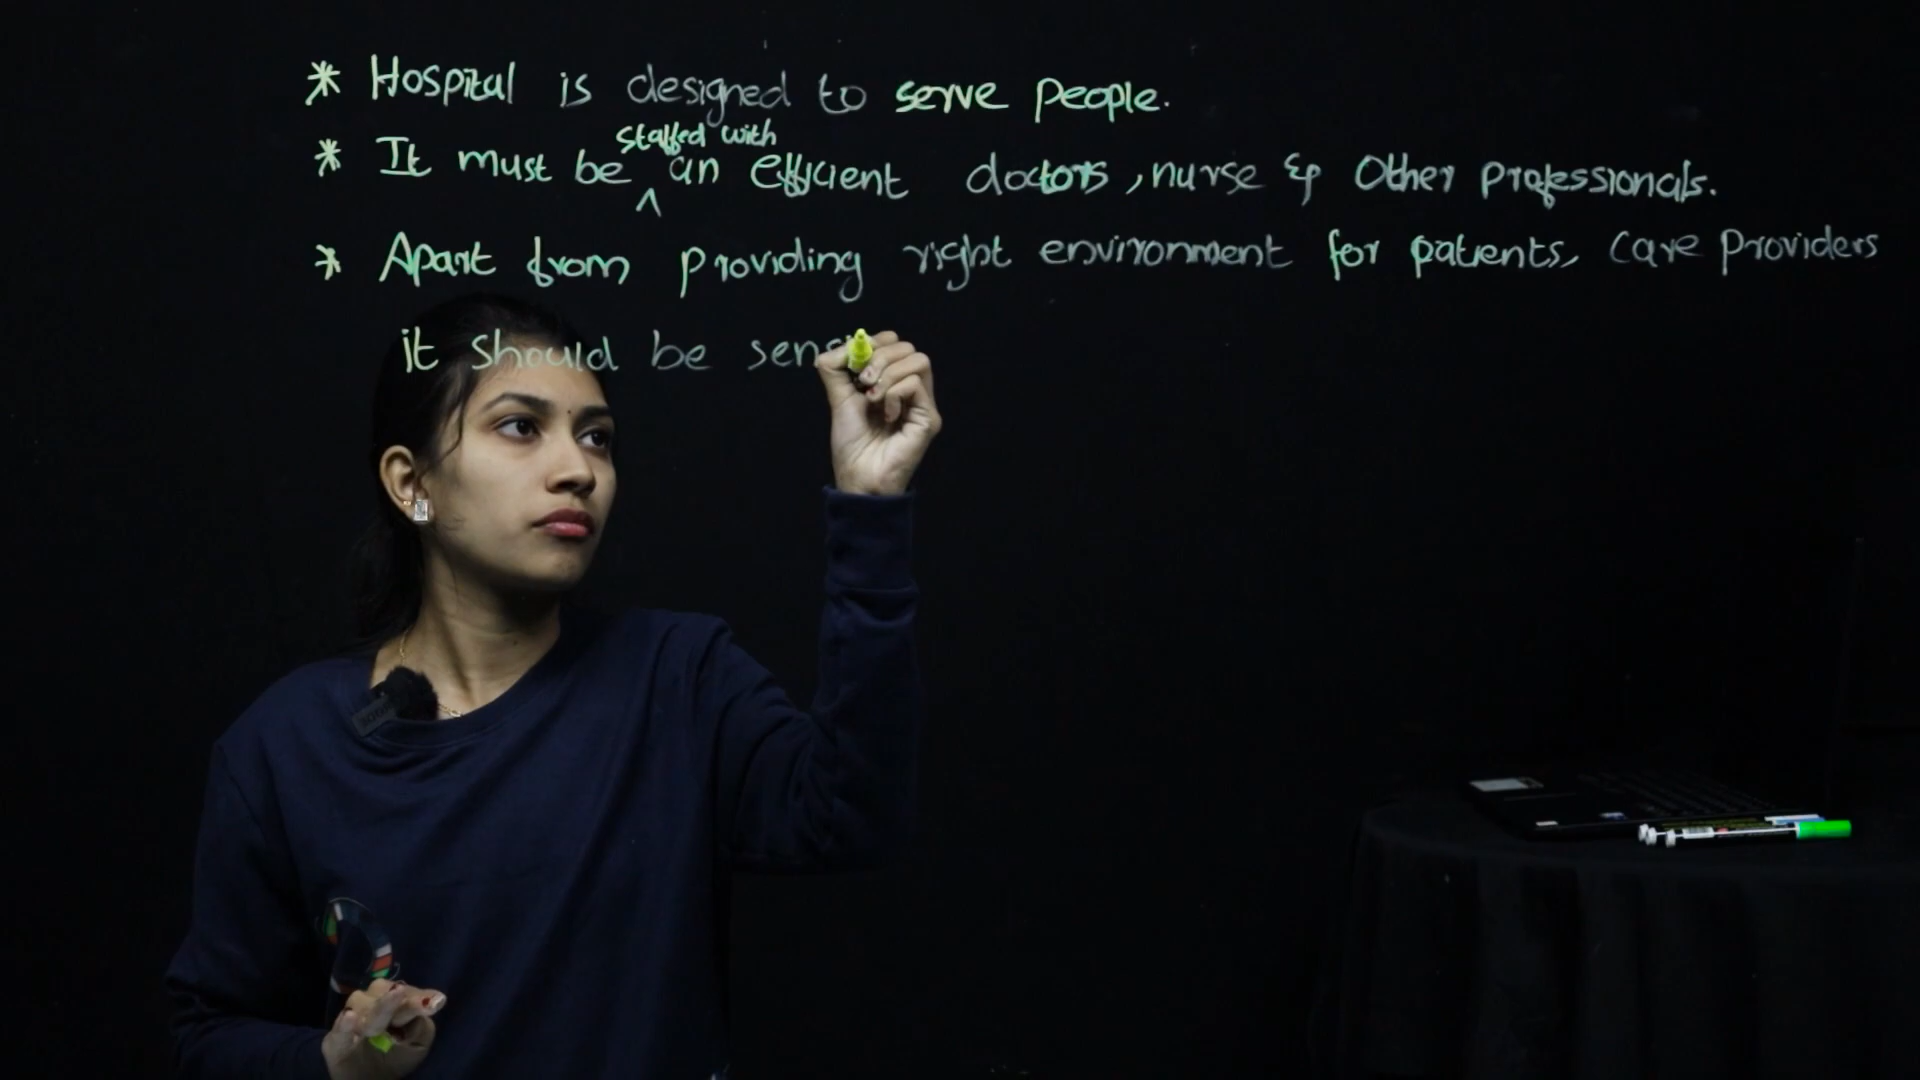 * Hospital is designed to serve people.
staffed with
* It must be ^ an efficient doctors, nurse & Other professionals.
* Apart from providing right environment for patients, Care Providers
it should be sens